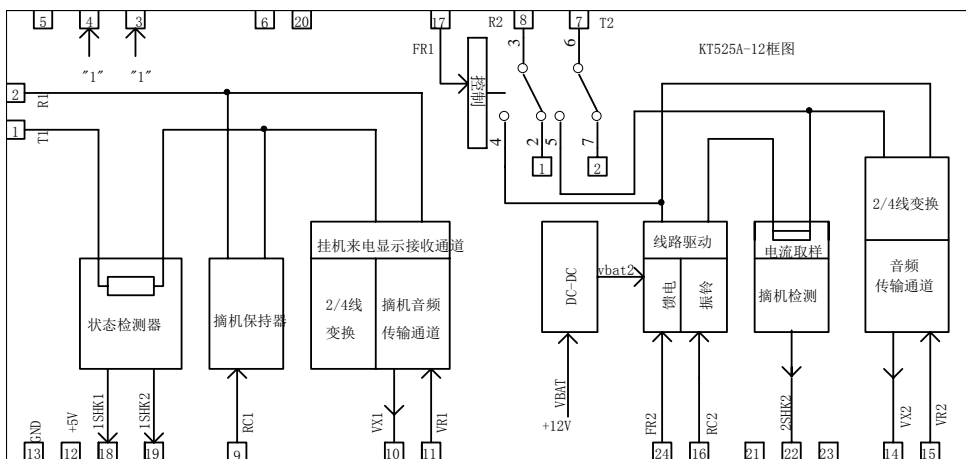 5 4 3 6 20 17 R2 8 7 T2
FR1
"1" "1"
KT525A-12框图
控制
3 6
2 R1
1 T1
4 2 5 7
1 2
2/4线变换
挂机来电显示接收通道
线路驱动
电流取样
DC-DC
vbat2
馈电
振铃
音频
传输通道
状态检测器
摘机保持器
2/4线
变换
摘机音频
传输通道
摘机检测
GND
+5V
1SHK1
1SHK2
RC1
VX1
VR1
VBAT
+12V
FR2
RC2
2SHK2
VX2
VR2
13 12 18 19 9 10 11 24 16 21 22 23 14 15